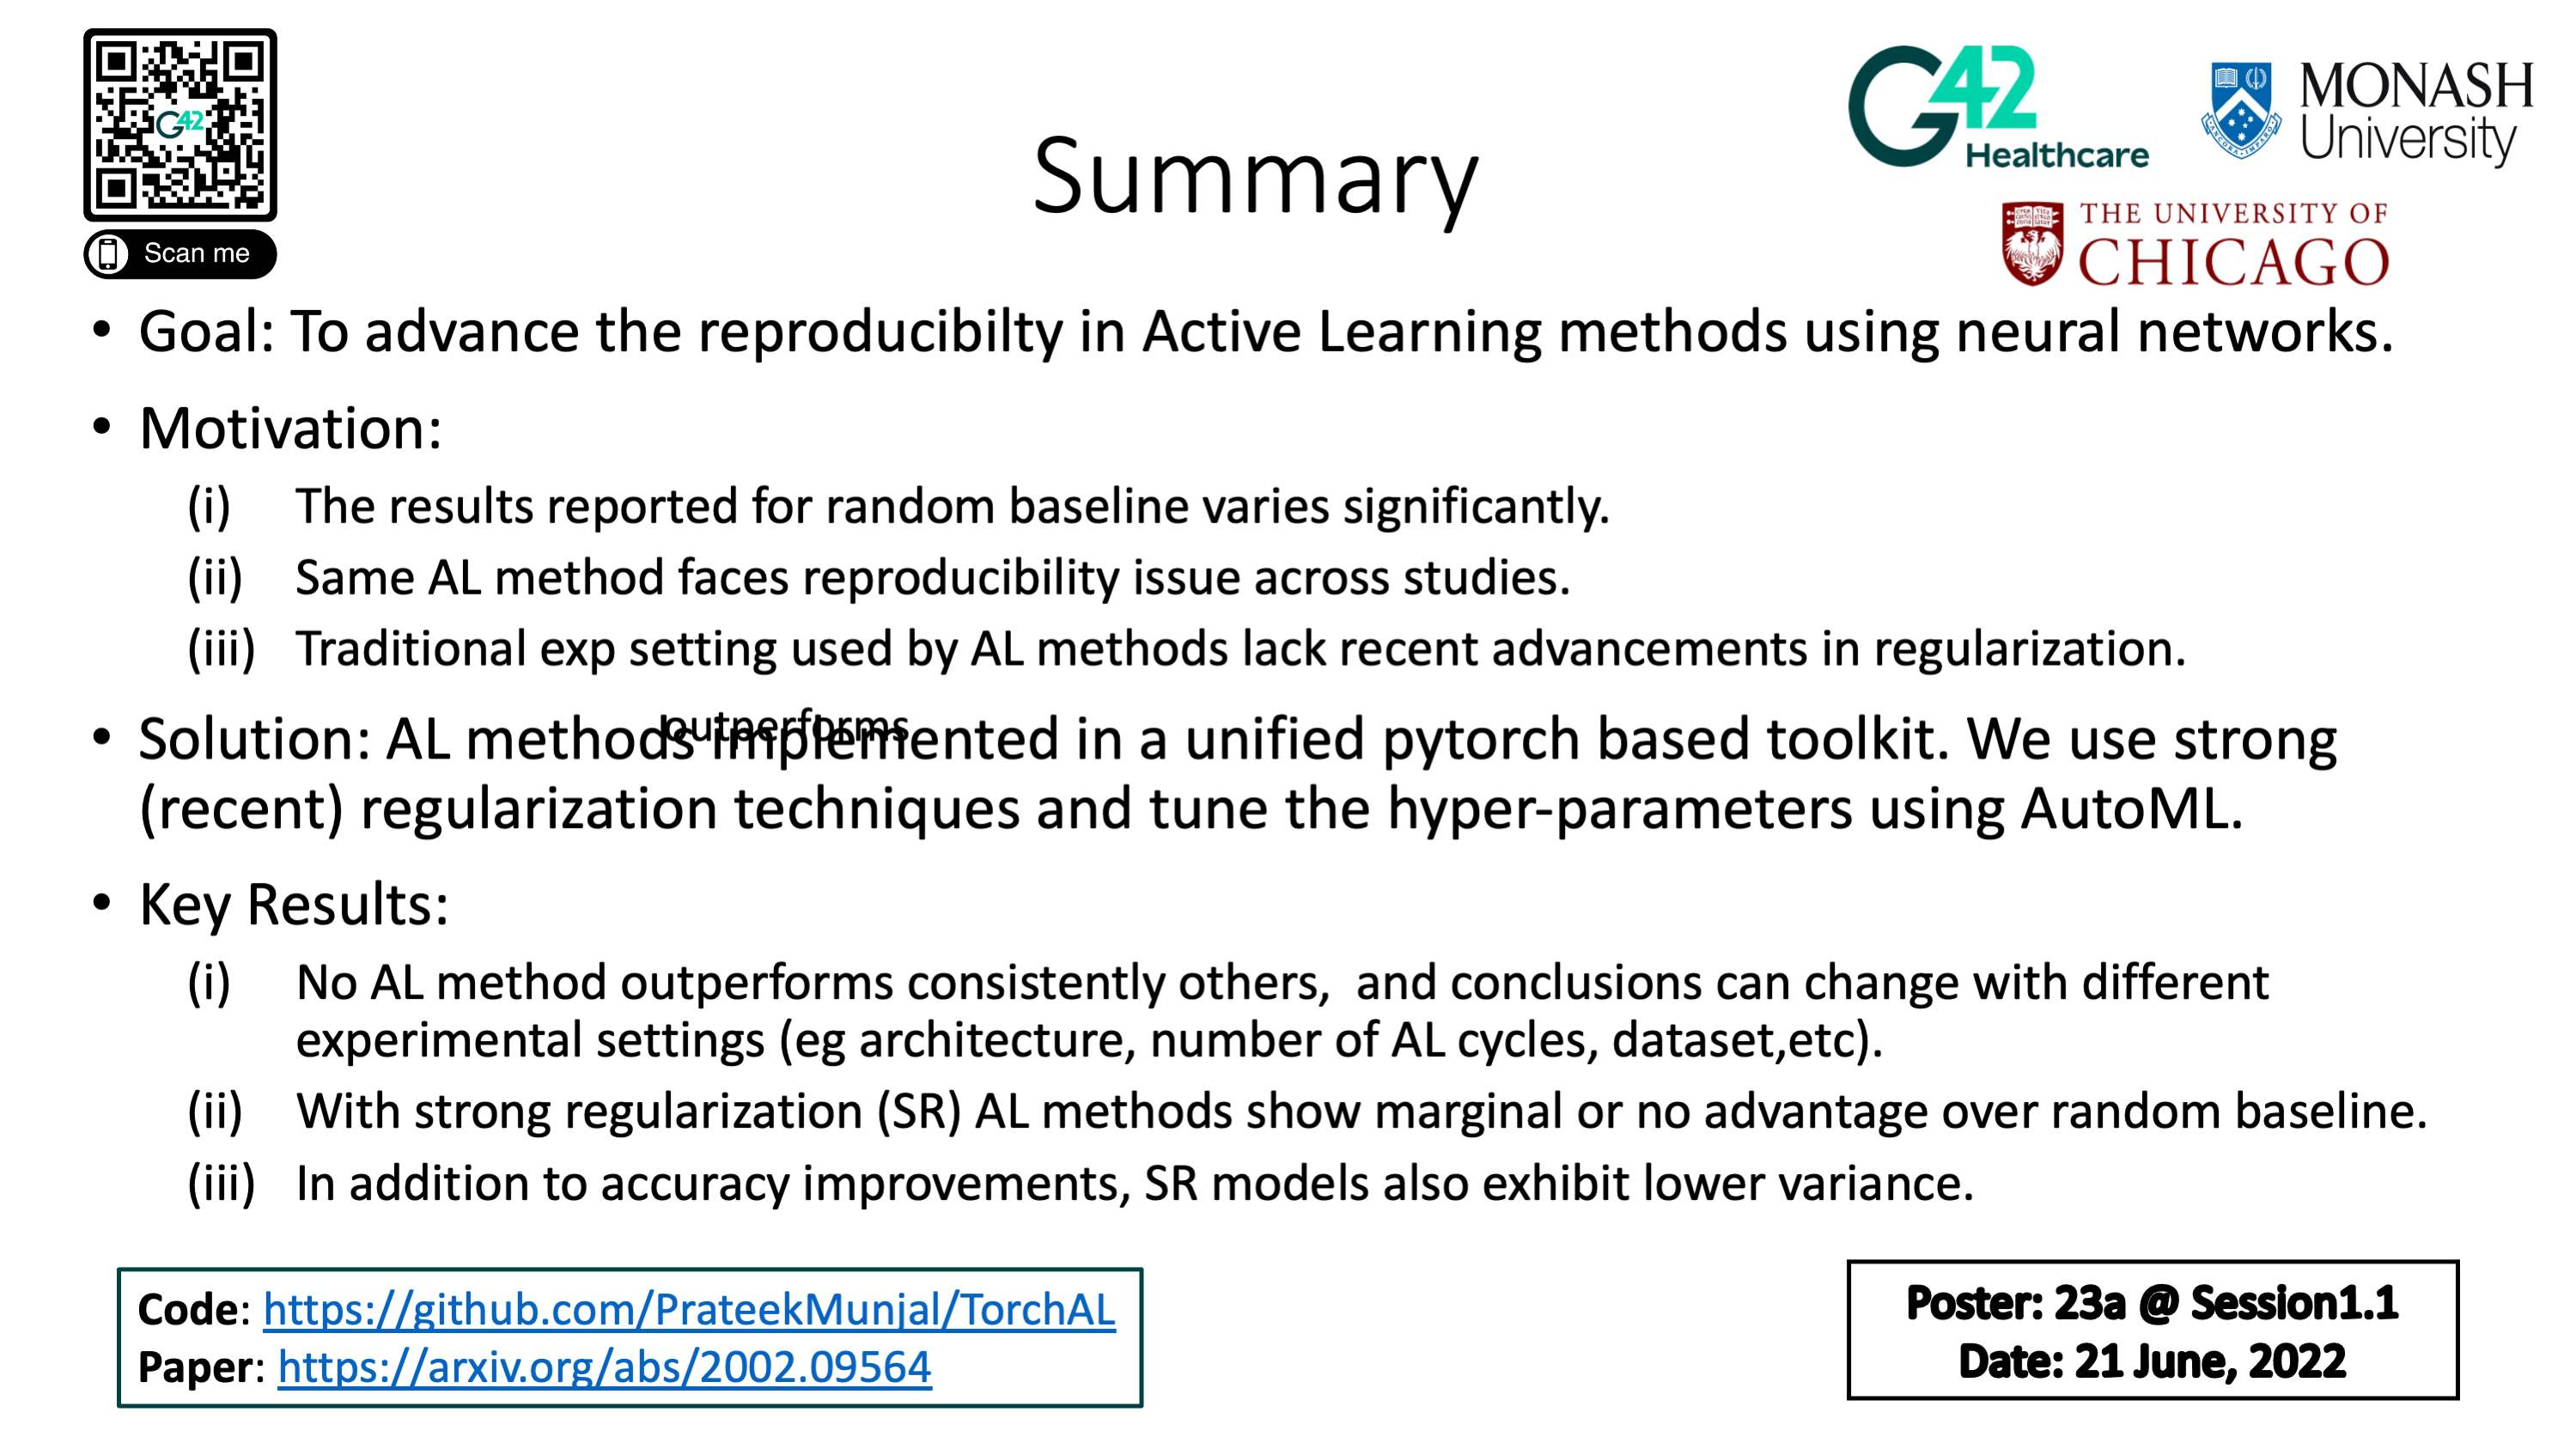 G42
Scan me
Summary
G42
Healthcare
MONASH
University
THE UNIVERSITY OF
CHICAGO
• Goal: To advance the reproducibilty in Active Learning methods using neural networks.
• Motivation:
(i) The results reported for random baseline varies significantly.
(ii) Same AL method faces reproducibility issue across studies.
(iii) Traditional exp setting used by AL methods lack recent advancements in regularization.
outperforms
• Solution: AL methods implemented in a unified pytorch based toolkit. We use strong
(recent) regularization techniques and tune the hyper-parameters using AutoML.
• Key Results:
(i) No AL method outperforms consistently others,  and conclusions can change with different
experimental settings (eg architecture, number of AL cycles, dataset,etc).
(ii) With strong regularization (SR) AL methods show marginal or no advantage over random baseline.
(iii) In addition to accuracy improvements, SR models also exhibit lower variance.
Code: https://github.com/PrateekMunjal/TorchAL
Paper: https://arxiv.org/abs/2002.09564
Poster: 23a @ Session1.1
Date: 21 June, 2022